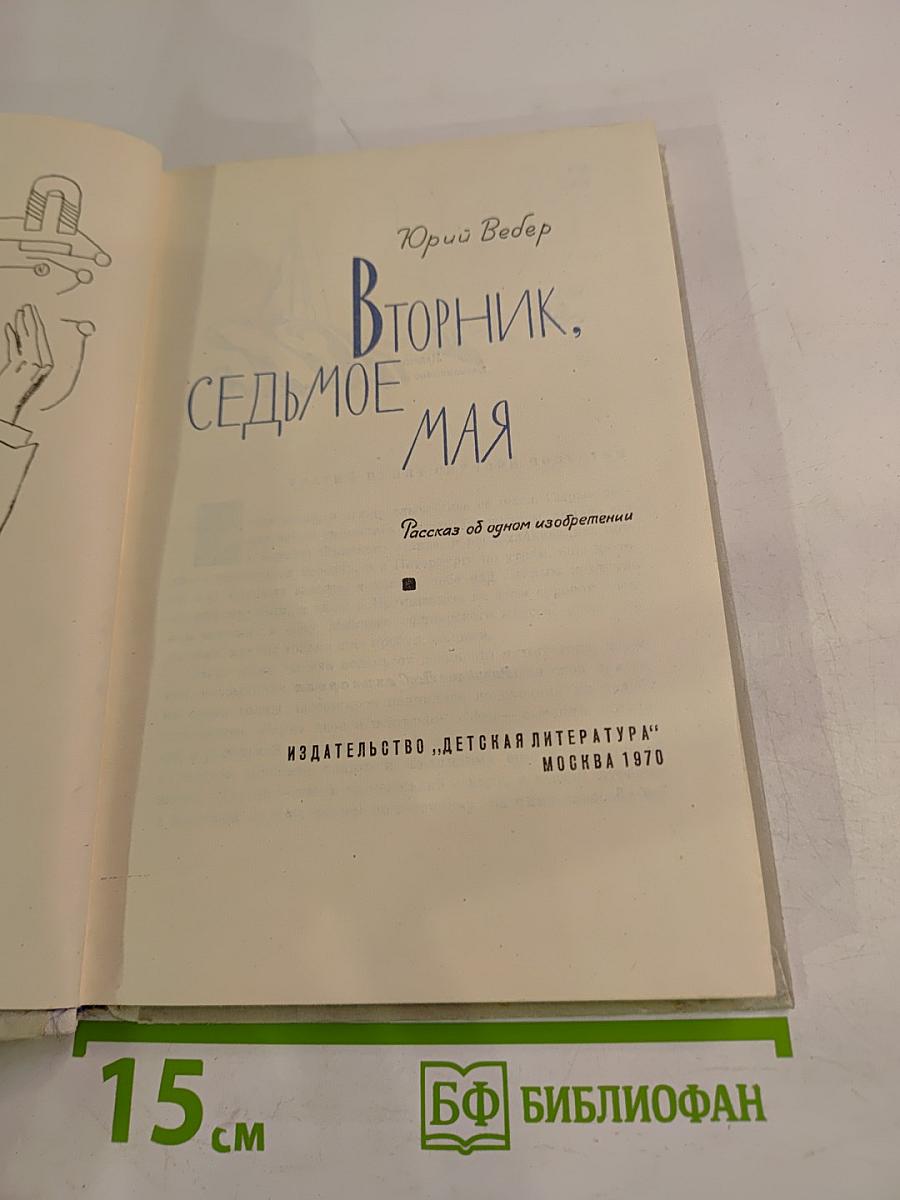 Юрий Вебер
Вторник,
седьмое
мая
Рассказ об одном изобретении
ИЗДАТЕЛЬСТВО „ДЕТСКАЯ ЛИТЕРАТУРА“
МОСКВА 1970
15 см
БФ БИБЛИОФАН